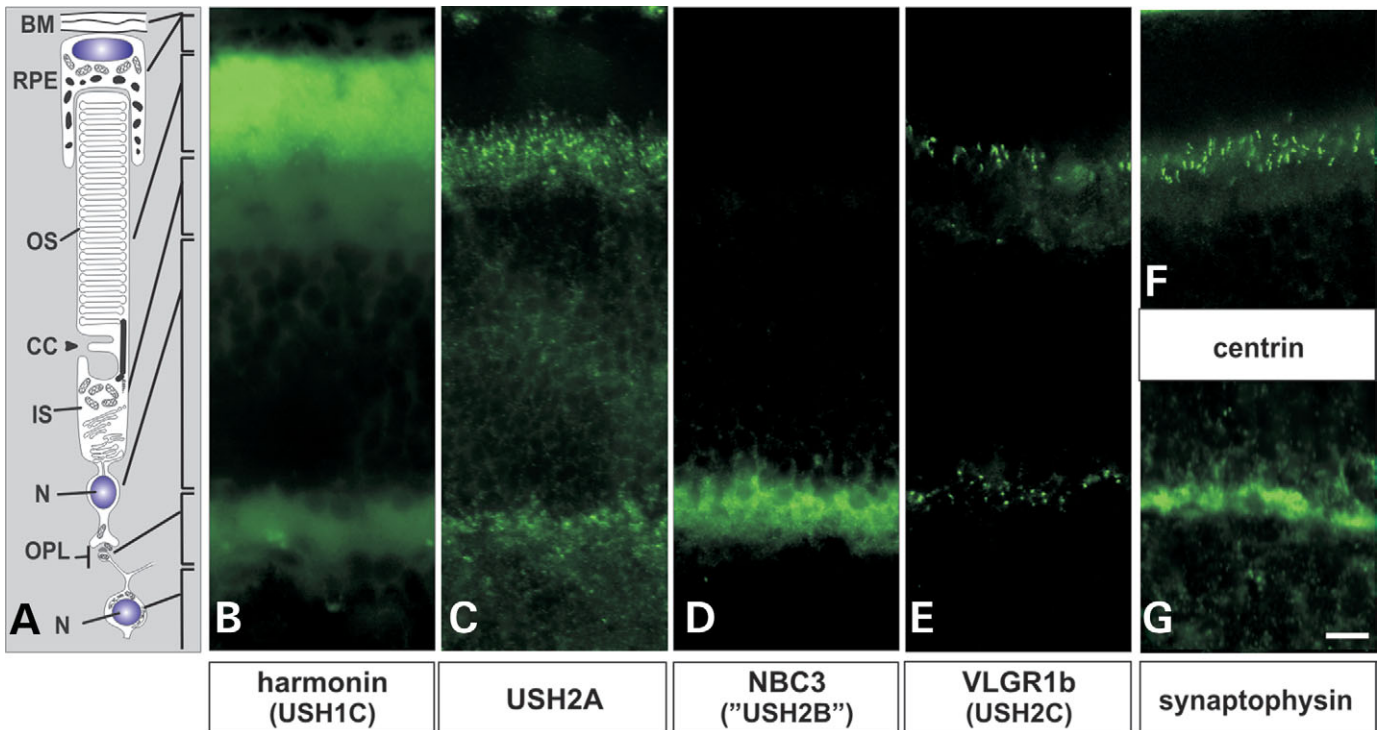 BM
RPE
OS
CC
IS
N
OPL
N
A
B
C
D
E
F
G
centrin
harmonin
(USH1C)
USH2A
NBC3
(”USH2B”)
VLGR1b
(USH2C)
synaptophysin